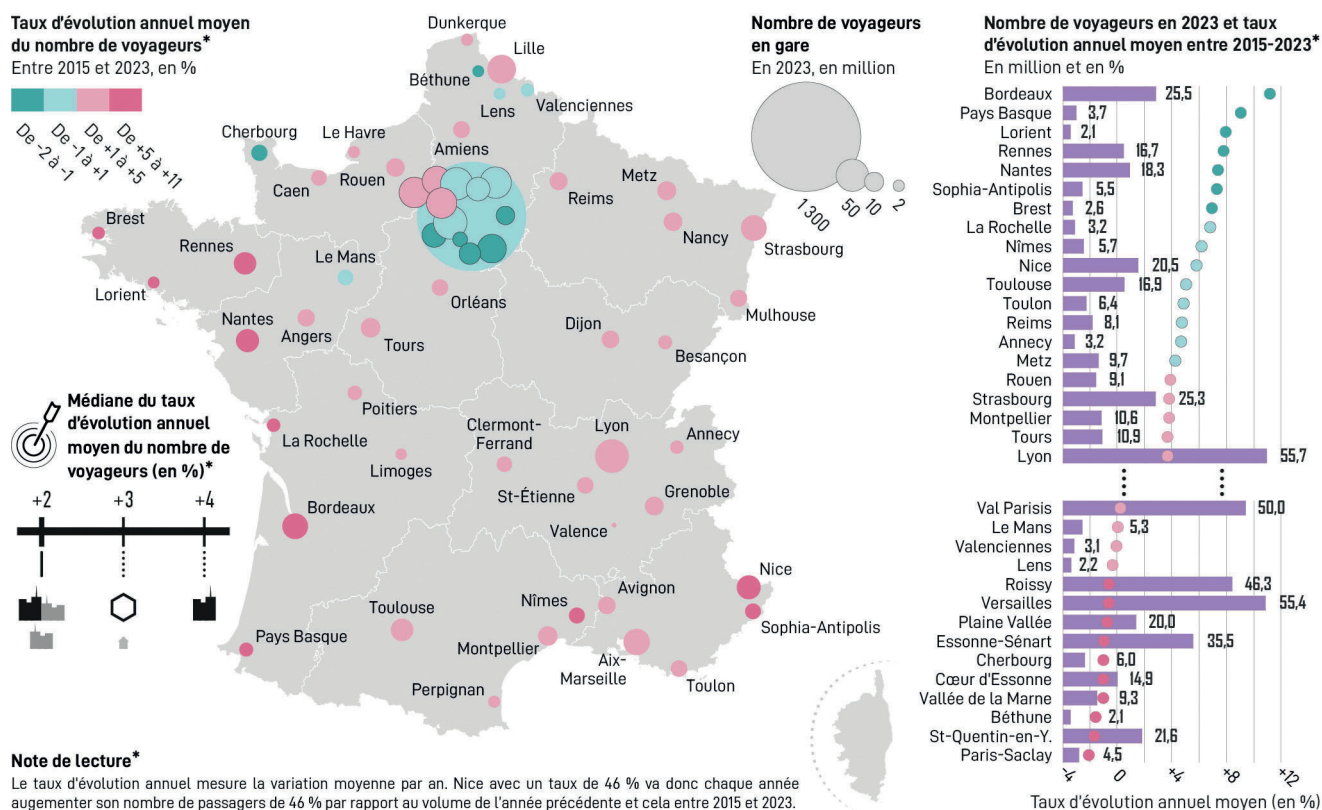 Taux d'évolution annuel moyen
du nombre de voyageurs*
Entre 2015 et 2023, en %
De -2 à -1
De -1 à +1
De +1 à +5
De +5 à +11
Dunkerque
Lille
Béthune
Lens
Valenciennes
Cherbourg
Le Havre
Amiens
Caen
Rouen
Reims
Metz
Nancy
Strasbourg
Brest
Rennes
Le Mans
Lorient
Orléans
Mulhouse
Nantes
Angers
Tours
Dijon
Besançon
Poitiers
La Rochelle
Limoges
Clermont-
Ferrand
Lyon
Annecy
St-Étienne
Grenoble
Valence
Bordeaux
Nice
Avignon
Nîmes
Sophia-Antipolis
Toulouse
Pays Basque
Montpellier
Aix-
Marseille
Toulon
Perpignan
Médiane du taux
d'évolution annuel
moyen du nombre de
voyageurs (en %)*
+2 +3 +4
Note de lecture*
Le taux d'évolution annuel mesure la variation moyenne par an. Nice avec un taux de 46 % va donc chaque année
augementer son nombre de passagers de 46 % par rapport au volume de l'année précédente et cela entre 2015 et 2023.
Nombre de voyageurs
en gare
En 2023, en million
1 300
50
10
2
Nombre de voyageurs en 2023 et taux
d'évolution annuel moyen entre 2015-2023*
En million et en %
Bordeaux 25,5
Pays Basque 3,7
Lorient 2,1
Rennes 16,7
Nantes 18,3
Sophia-Antipolis 5,5
Brest 2,6
La Rochelle 3,2
Nîmes 5,7
Nice 20,5
Toulouse 16,9
Toulon 6,4
Reims 8,1
Annecy 3,2
Metz 9,7
Rouen 9,1
Strasbourg 25,3
Montpellier 10,6
Tours 10,9
Lyon 55,7
Val Parisis 50,0
Le Mans 5,3
Valenciennes 3,1
Lens 2,2
Roissy 46,3
Versailles 55,4
Plaine Vallée 20,0
Essonne-Sénart 35,5
Cherbourg 6,0
Cœur d'Essonne 14,9
Vallée de la Marne 9,3
Béthune 2,1
St-Quentin-en-Y. 21,6
Paris-Saclay 4,5
-4 0 +4 +8 +12
Taux d'évolution annuel moyen (en %)